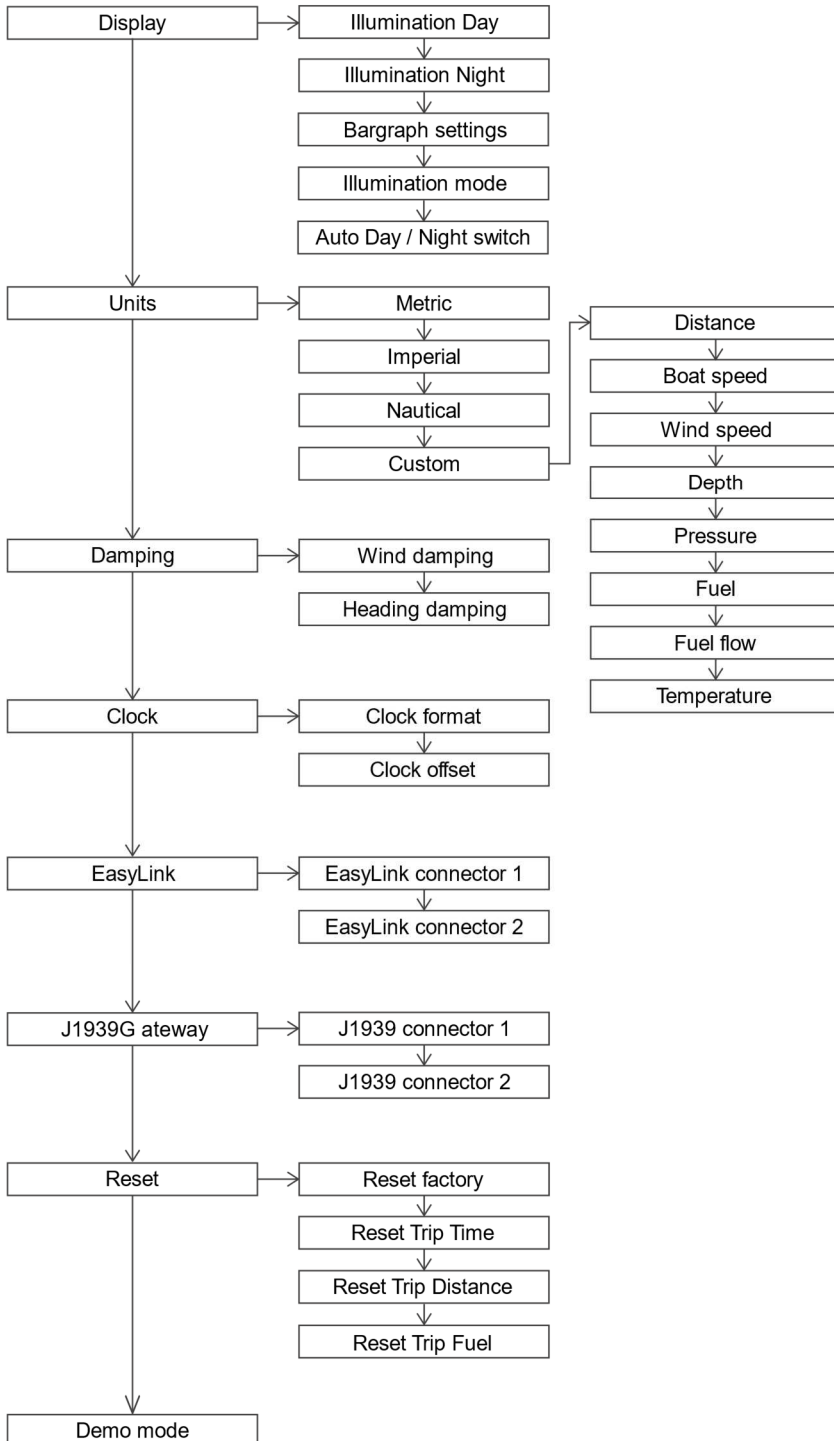 Display
Illumination Day
Illumination Night
Bargraph settings
Illumination mode
Auto Day / Night switch
Units
Metric
Imperial
Nautical
Custom
Distance
Boat speed
Wind speed
Depth
Pressure
Fuel
Fuel flow
Temperature
Damping
Wind damping
Heading damping
Clock
Clock format
Clock offset
EasyLink
EasyLink connector 1
EasyLink connector 2
J1939G ateway
J1939 connector 1
J1939 connector 2
Reset
Reset factory
Reset Trip Time
Reset Trip Distance
Reset Trip Fuel
Demo mode